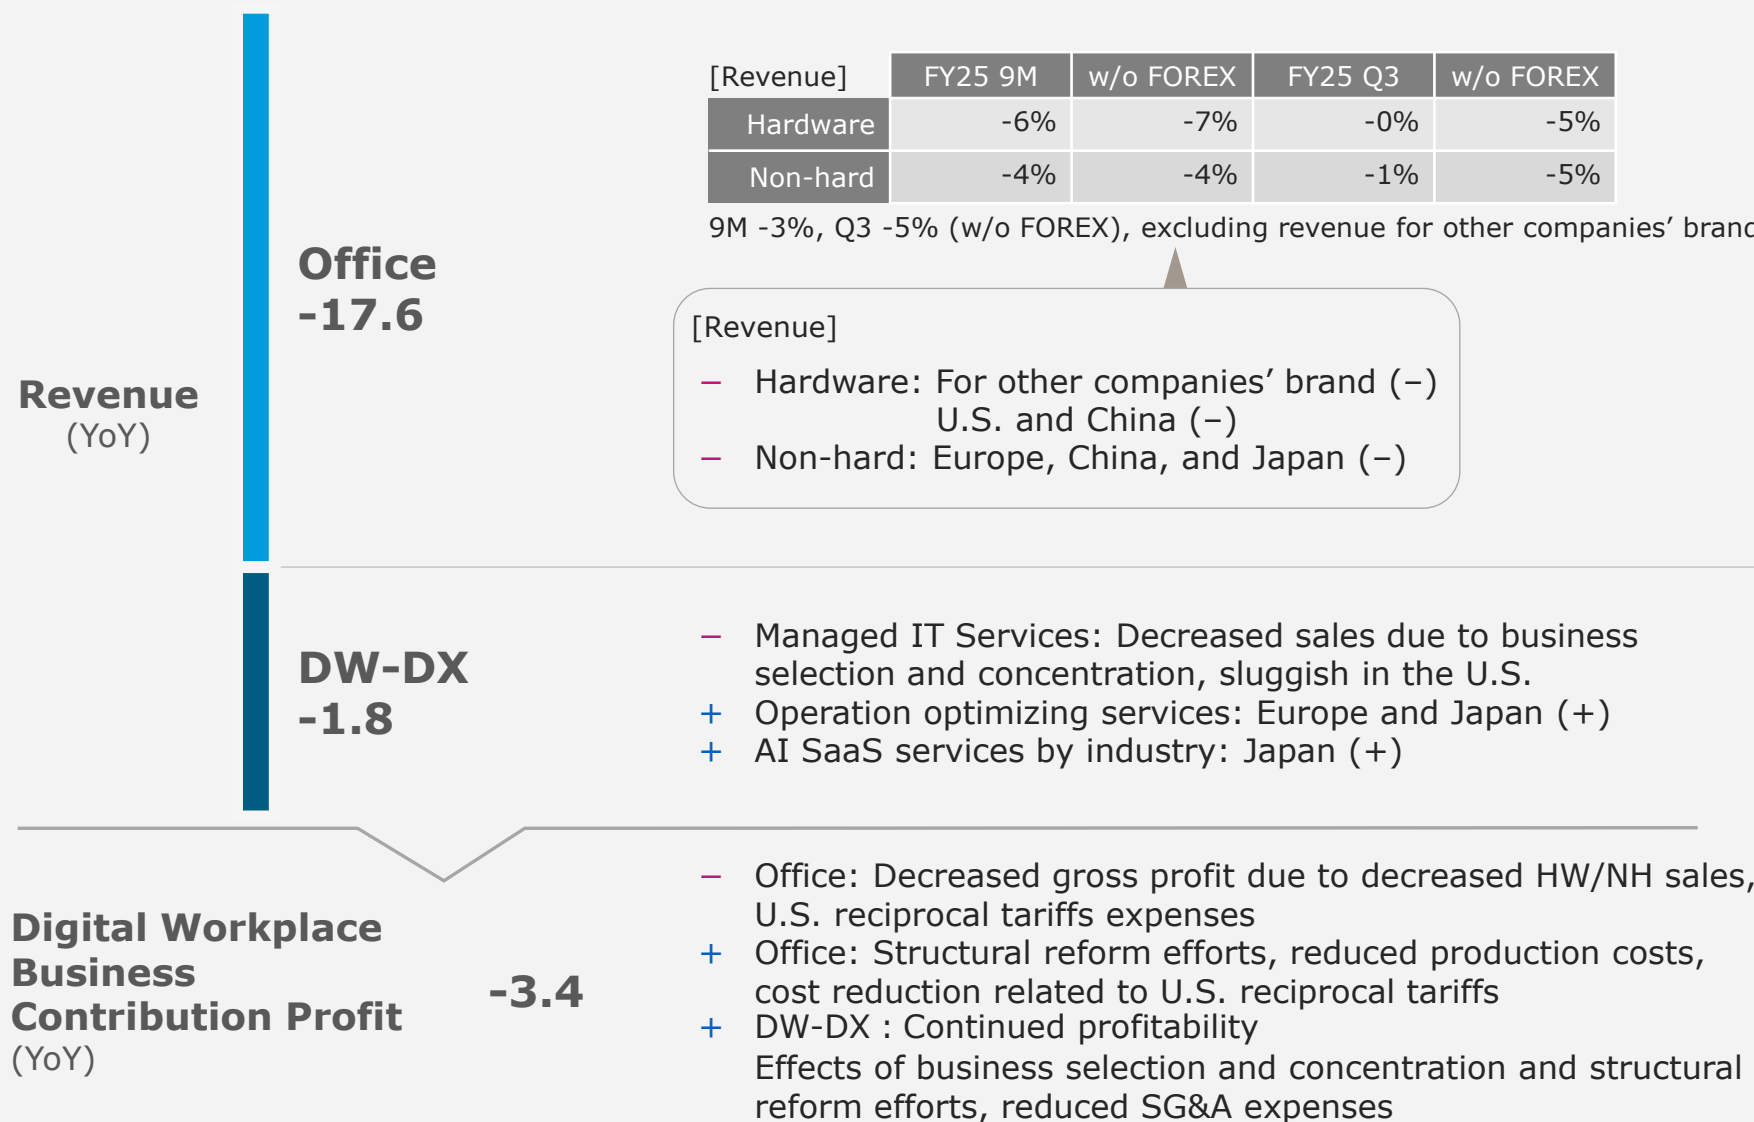 [Revenue] FY25 9M w/o FOREX FY25 Q3 w/o FOREX
Hardware -6% -7% -0% -5%
Non-hard -4% -4% -1% -5%
9M -3%, Q3 -5% (w/o FOREX), excluding revenue for other companies’ brand
Office
-17.6
[Revenue]
− Hardware: For other companies’ brand (–)
U.S. and China (–)
− Non-hard: Europe, China, and Japan (–)
Revenue
(YoY)
DW-DX
-1.8
− Managed IT Services: Decreased sales due to business
selection and concentration, sluggish in the U.S.
+ Operation optimizing services: Europe and Japan (+)
+ AI SaaS services by industry: Japan (+)
Digital Workplace
Business
Contribution Profit
(YoY)
-3.4
− Office: Decreased gross profit due to decreased HW/NH sales,
U.S. reciprocal tariffs expenses
+ Office: Structural reform efforts, reduced production costs,
cost reduction related to U.S. reciprocal tariffs
+ DW-DX : Continued profitability
Effects of business selection and concentration and structural
reform efforts, reduced SG&A expenses